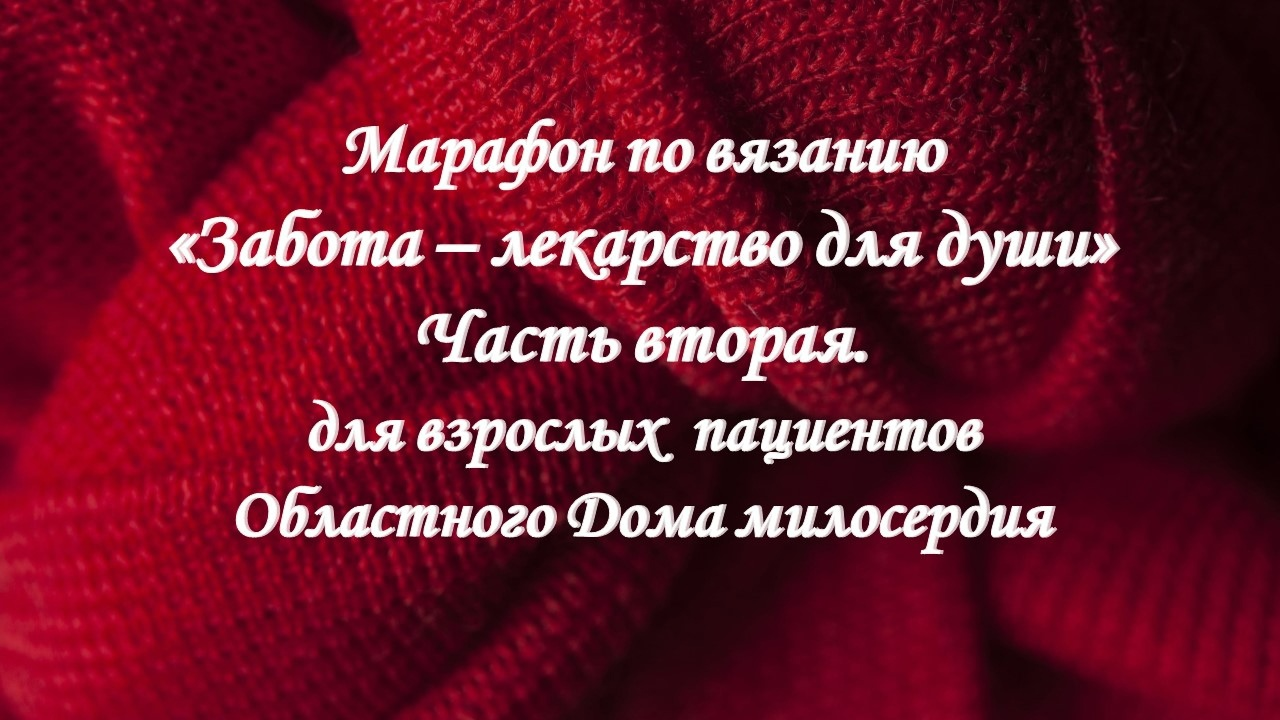 Марафон по вязанию
«Забота – лекарство для души»
Часть вторая.
для взрослых пациентов
Областного Дома милосердия